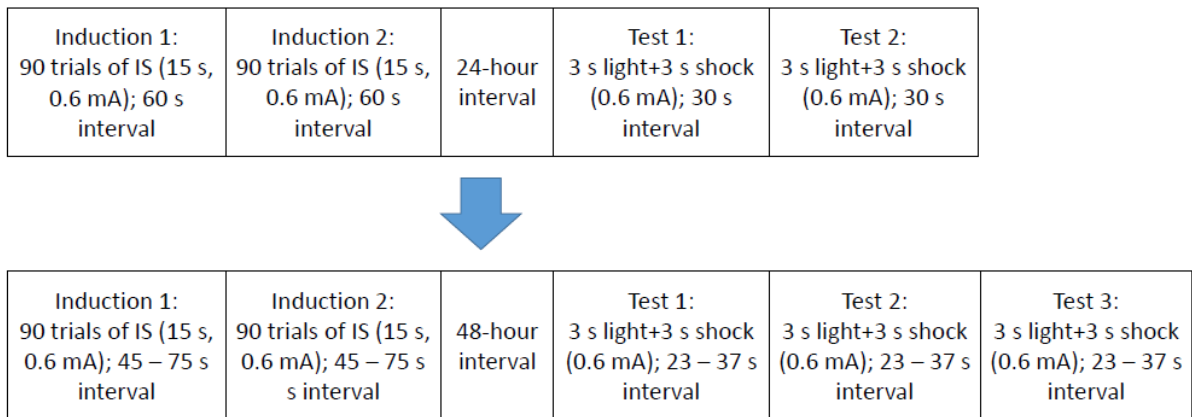 Induction 1:
90 trials of IS (15 s,
0.6 mA); 60 s
interval
Induction 2:
90 trials of IS (15 s,
0.6 mA); 60 s
interval
24-hour
interval
Test 1:
3 s light+3 s shock
(0.6 mA); 30 s
interval
Test 2:
3 s light+3 s shock
(0.6 mA); 30 s
interval
Induction 1:
90 trials of IS (15 s,
0.6 mA); 45 – 75 s
interval
Induction 2:
90 trials of IS (15 s,
0.6 mA); 45 – 75 s
s interval
48-hour
interval
Test 1:
3 s light+3 s shock
(0.6 mA); 23 – 37 s
interval
Test 2:
3 s light+3 s shock
(0.6 mA); 23 – 37 s
interval
Test 3:
3 s light+3 s shock
(0.6 mA); 23 – 37 s
interval